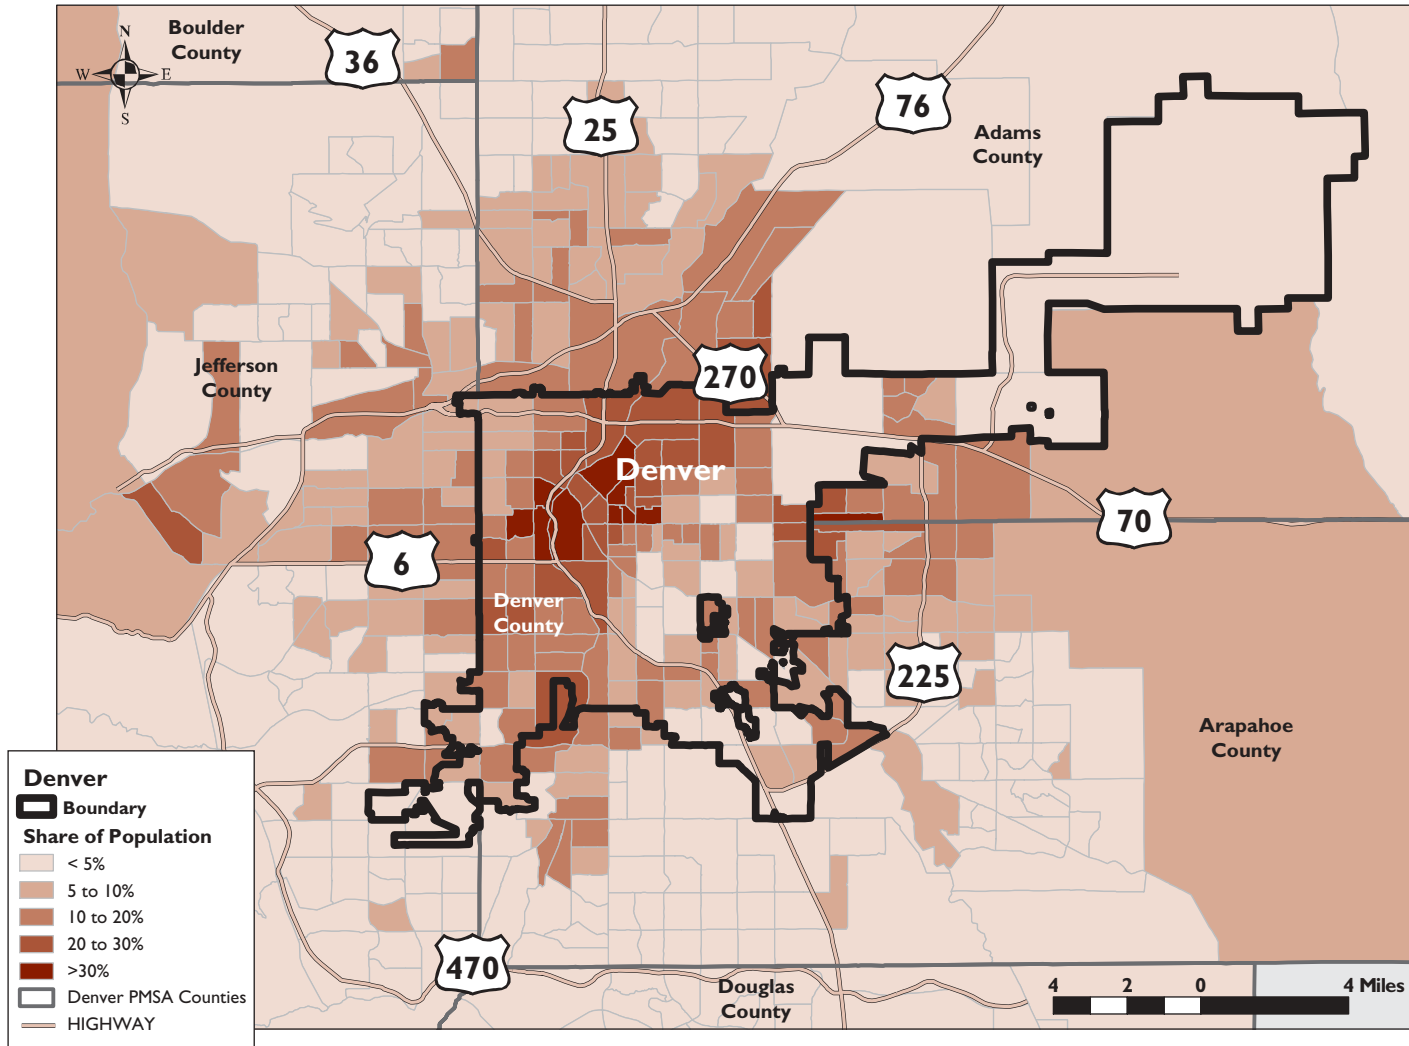 Boulder
County
N
W
E
S
36
25
76
Adams
County
Jefferson
County
270
Denver
70
6
Denver
County
225
Arapahoe
County
Denver
Boundary
Share of Population
< 5%
5 to 10%
10 to 20%
20 to 30%
>30%
Denver PMSA Counties
HIGHWAY
470
Douglas
County
4 2 0 4 Miles